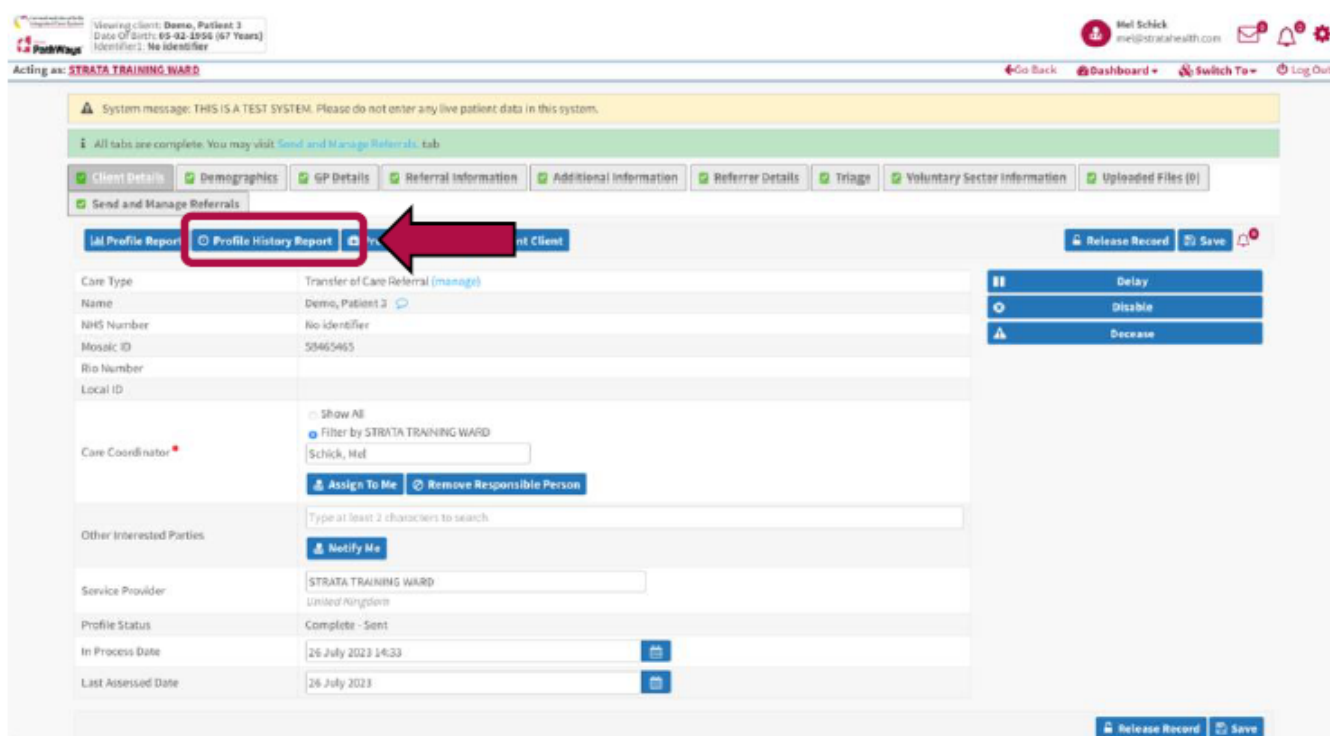 Viewing client: Demo, Patient 3
Date Of Birth: 05-02-1956 (67 Years)
Identifier1: No identifier
PathWays
Mel Schick
mel@stratahealth.com
Acting as: STRATA TRAINING WARD
Go Back Dashboard Switch To Log Out
System message: THIS IS A TEST SYSTEM. Please do not enter any live patient data in this system.
All tabs are complete. You may visit Send and Manage Referrals. tab
Client Details Demographics GP Details Referral Information Additional Information Referrer Details Triage Voluntary Sector Information Uploaded Files (0)
Send and Manage Referrals
Profile Report Profile History Report Client Release Record Save
Care Type Transfer of Care Referral (manage) Delay
Name Demo, Patient 3 Disable
NHS Number No identifier Decease
Mosaic ID 58465465
Rio Number
Local ID
Show All
Filter by STRATA TRAINING WARD
Care Coordinator Schick, Mel
Assign To Me Remove Responsible Person
Type at least 2 characters to search
Other Interested Parties
Notify Me
Service Provider STRATA TRAINING WARD
United Kingdom
Profile Status Complete - Sent
In Process Date 26 July 2023 14:33
Last Assessed Date 26 July 2023
Release Record Save